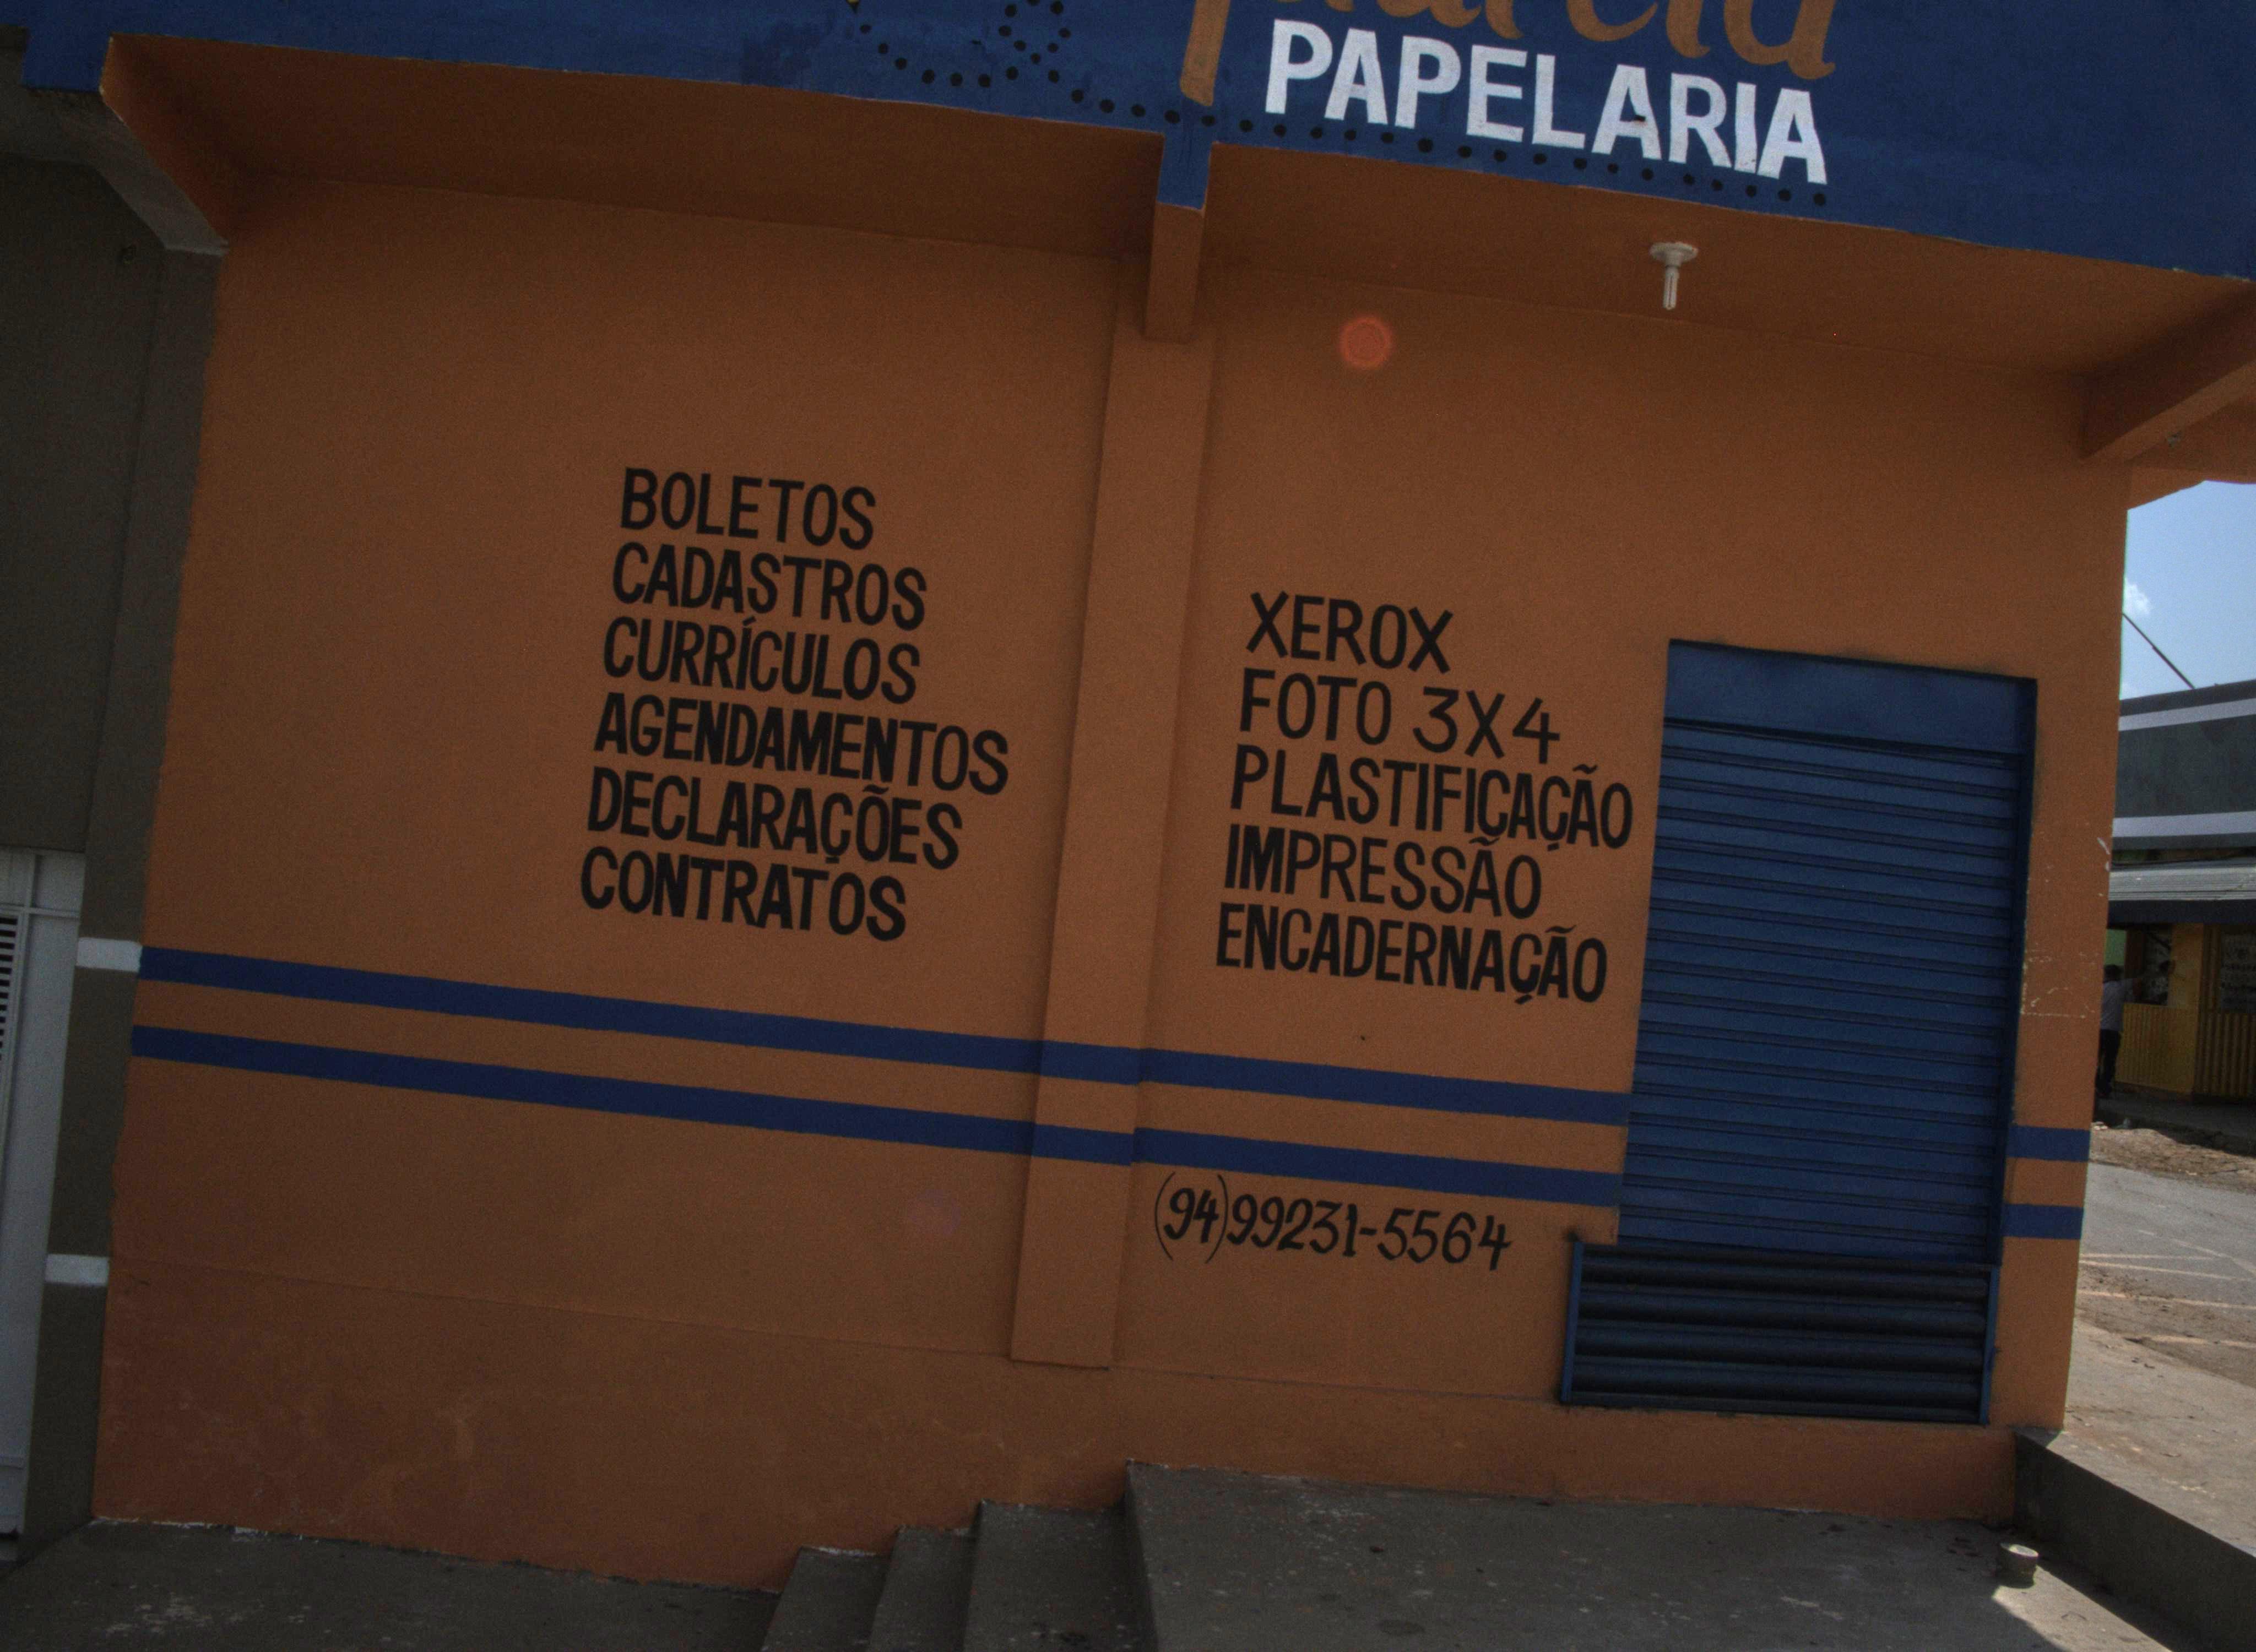 PAPELARIA
BOLETOS
CADASTROS
CURRÍCULOS
AGENDAMENTOS
DECLARAÇÕES
CONTRATOS
XEROX
FOTO 3X4
PLASTIFICAÇÃO
IMPRESSÃO
ENCADERNAÇÃO
(94)99231-5564